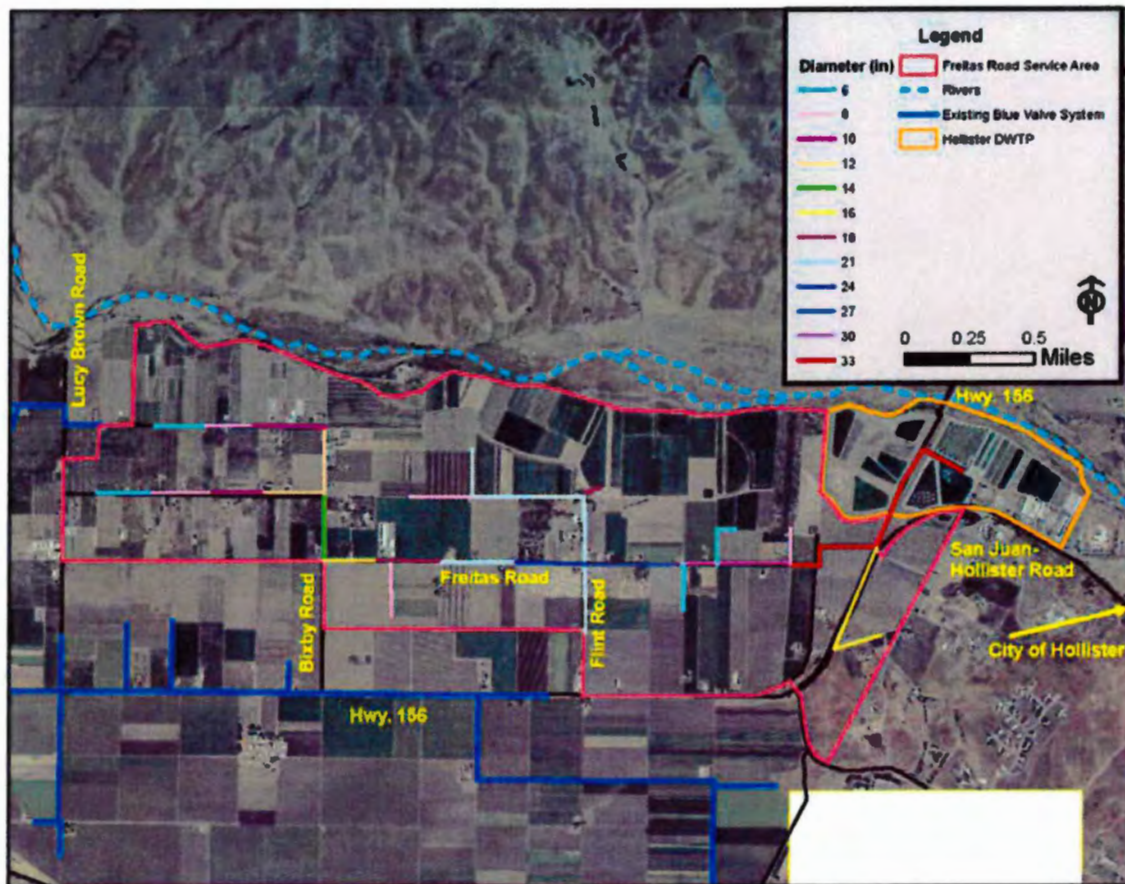 Legend
Diameter (in)
6
8
10
12
14
16
18
21
24
27
30
33
Freitas Road Service Area
Rivers
Existing Blue Valve System
Hollister DWTP
N
0 0.25 0.5
Miles
Lucy Brown Road
Hwy. 156
San Juan-
Hollister Road
Freitas Road
Bixby Road
Flint Road
City of Hollister
Hwy. 156